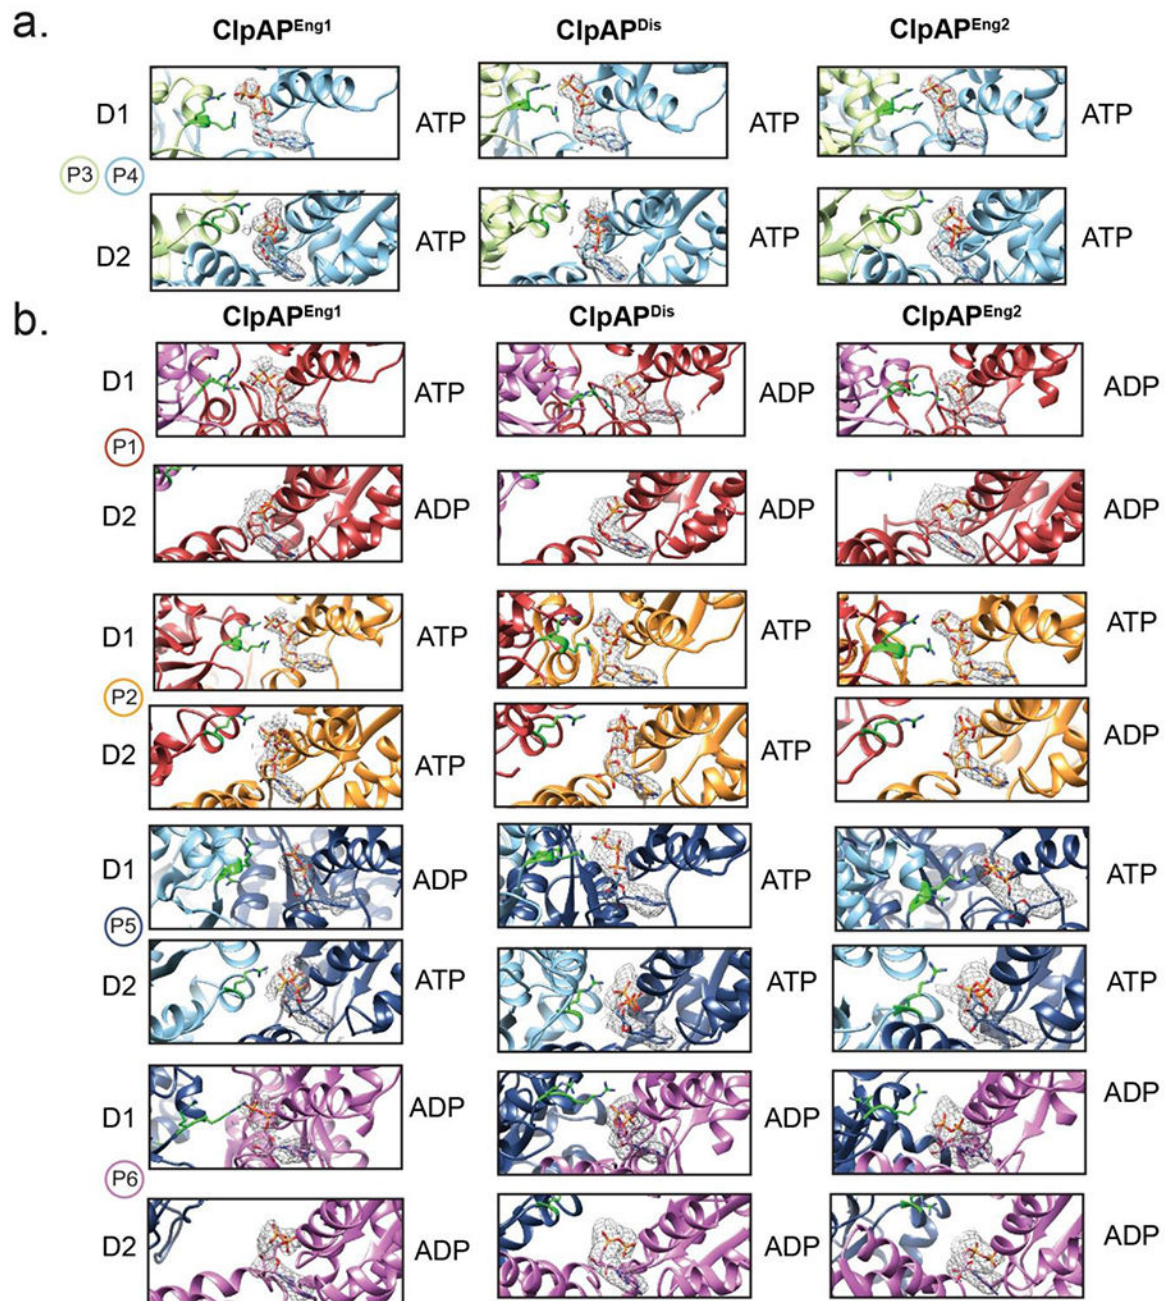 a.
ClpAP^Eng1 ClpAP^Dis ClpAP^Eng2
D1 ATP ATP ATP
P3 P4
D2 ATP ATP ATP
b.
ClpAP^Eng1 ClpAP^Dis ClpAP^Eng2
D1 ATP ADP ADP
P1
D2 ADP ADP ADP
D1 ATP ATP ATP
P2
D2 ATP ATP ADP
D1 ADP ATP ATP
P5
D2 ATP ATP ATP
D1 ADP ADP ADP
P6
D2 ADP ADP ADP